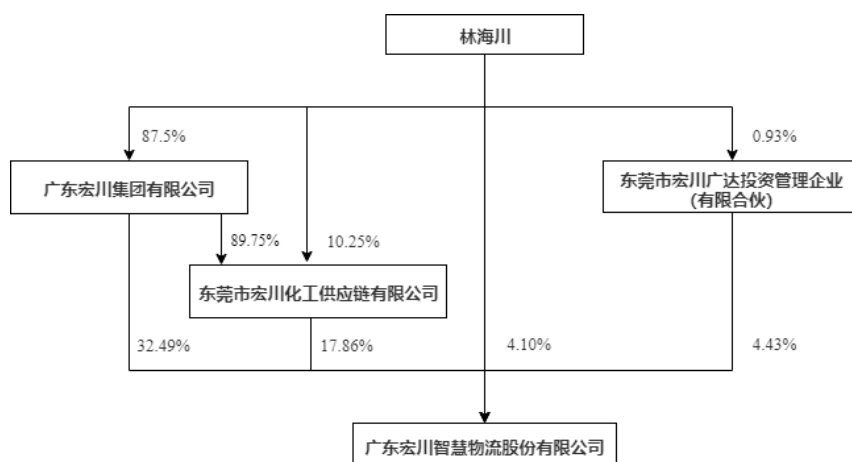 林海川
87.5%
0.93%
广东宏川集团有限公司
东莞市宏川广达投资管理企业
(有限合伙)
89.75%
10.25%
东莞市宏川化工供应链有限公司
32.49%
17.86%
4.10%
4.43%
广东宏川智慧物流股份有限公司